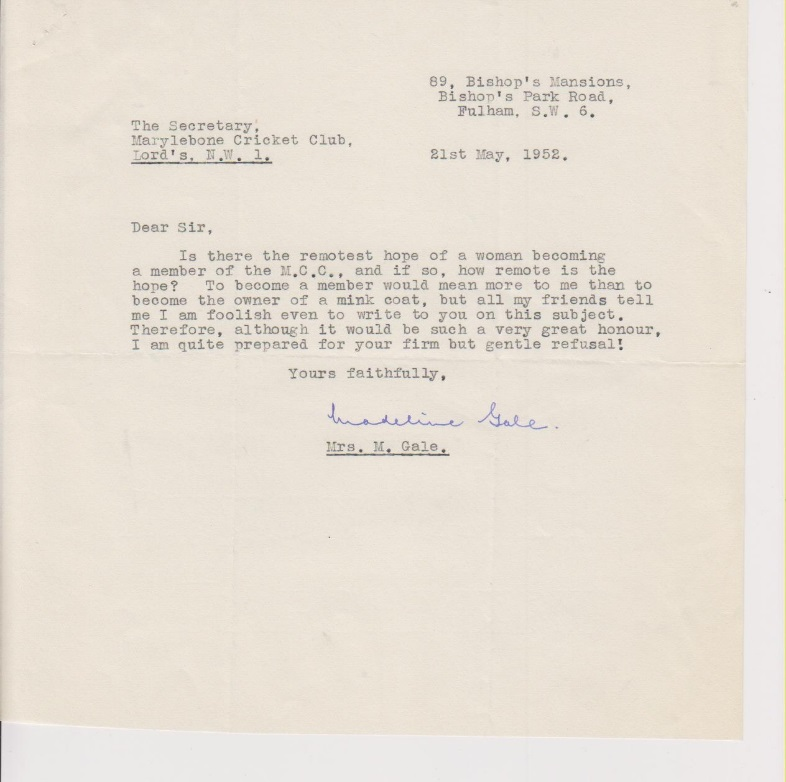 89, Bishop's Mansions,
Bishop's Park Road,
Fulham, S.W. 6.
The Secretary,
Marylebone Cricket Club,
Lord's, N.W. 1.
21st May, 1952.
Dear Sir,
Is there the remotest hope of a woman becoming
a member of the M.C.C., and if so, how remote is the
hope? To become a member would mean more to me than to
become the owner of a mink coat, but all my friends tell
me I am foolish even to write to you on this subject.
Therefore, although it would be such a very great honour,
I am quite prepared for your firm but gentle refusal!
Yours faithfully,
Madeline Gale.
Mrs. M. Gale.